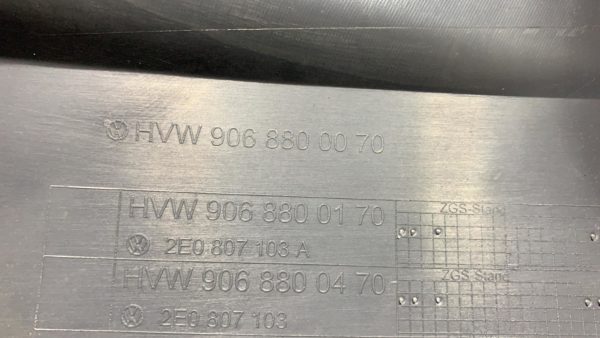 HVW 906 880 00 70
HVW 906 880 01 70
ZGS-Stand
2E0 807 103 A
HVW 906 880 04 70
ZGS-Stand
2E0 807 103